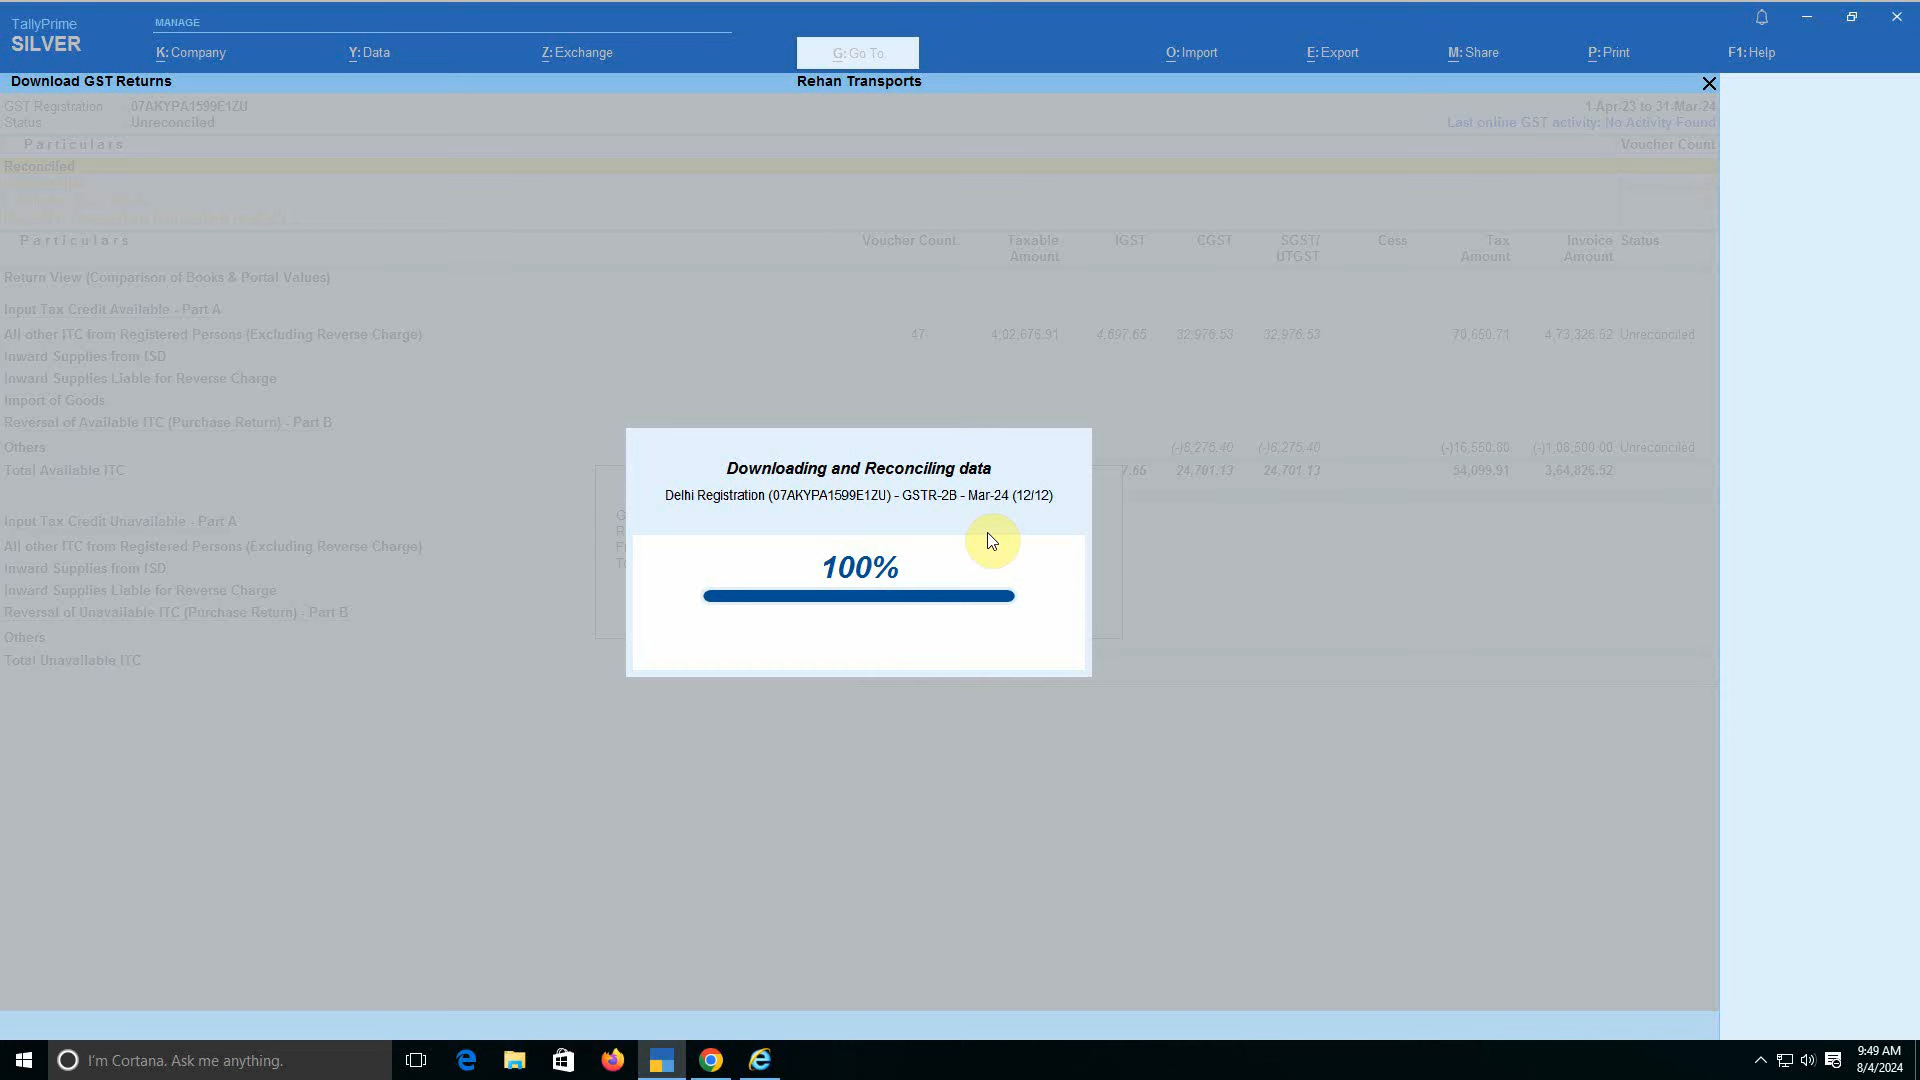 TallyPrime
SILVER
MANAGE
K: Company
Y: Data
Z: Exchange
G: Go To
O: Import
E: Export
M: Share
P: Print
F1: Help
Download GST Returns
Rehan Transports
GST Registration : 07AKYPA1599E1ZU
1 Apr-23 to 31-Mar-24
Status : Unreconciled
Last online GST activity: No Activity Found
Particulars
Voucher Count
Reconciled
Particulars Voucher Count Taxable Amount IGST CGST SGST/ UTGST Cess Tax Amount Invoice Amount Status
Return View (Comparison of Books & Portal Values)
Input Tax Credit Available - Part A
All other ITC from Registered Persons (Excluding Reverse Charge) 47 4,02,676.91 4,697.65 32,976.53 32,976.53 70,650.71 4,73,326.52 Unreconciled
Inward Supplies from ISD
Inward Supplies Liable for Reverse Charge
Import of Goods
Reversal of Available ITC (Purchase Return) - Part B
Others (-)8,275.40 (-)8,275.40 (-)16,550.80 (-)1,08,500.00 Unreconciled
Total Available ITC 7.65 24,701.13 24,701.13 54,099.91 3,64,826.52
Input Tax Credit Unavailable - Part A
All other ITC from Registered Persons (Excluding Reverse Charge)
Inward Supplies from ISD
Inward Supplies Liable for Reverse Charge
Reversal of Unavailable ITC (Purchase Return) - Part B
Others
Total Unavailable ITC
Downloading and Reconciling data
Delhi Registration (07AKYPA1599E1ZU) - GSTR-2B - Mar-24 (12/12)
100%
I'm Cortana. Ask me anything.
9:49 AM
8/4/2024